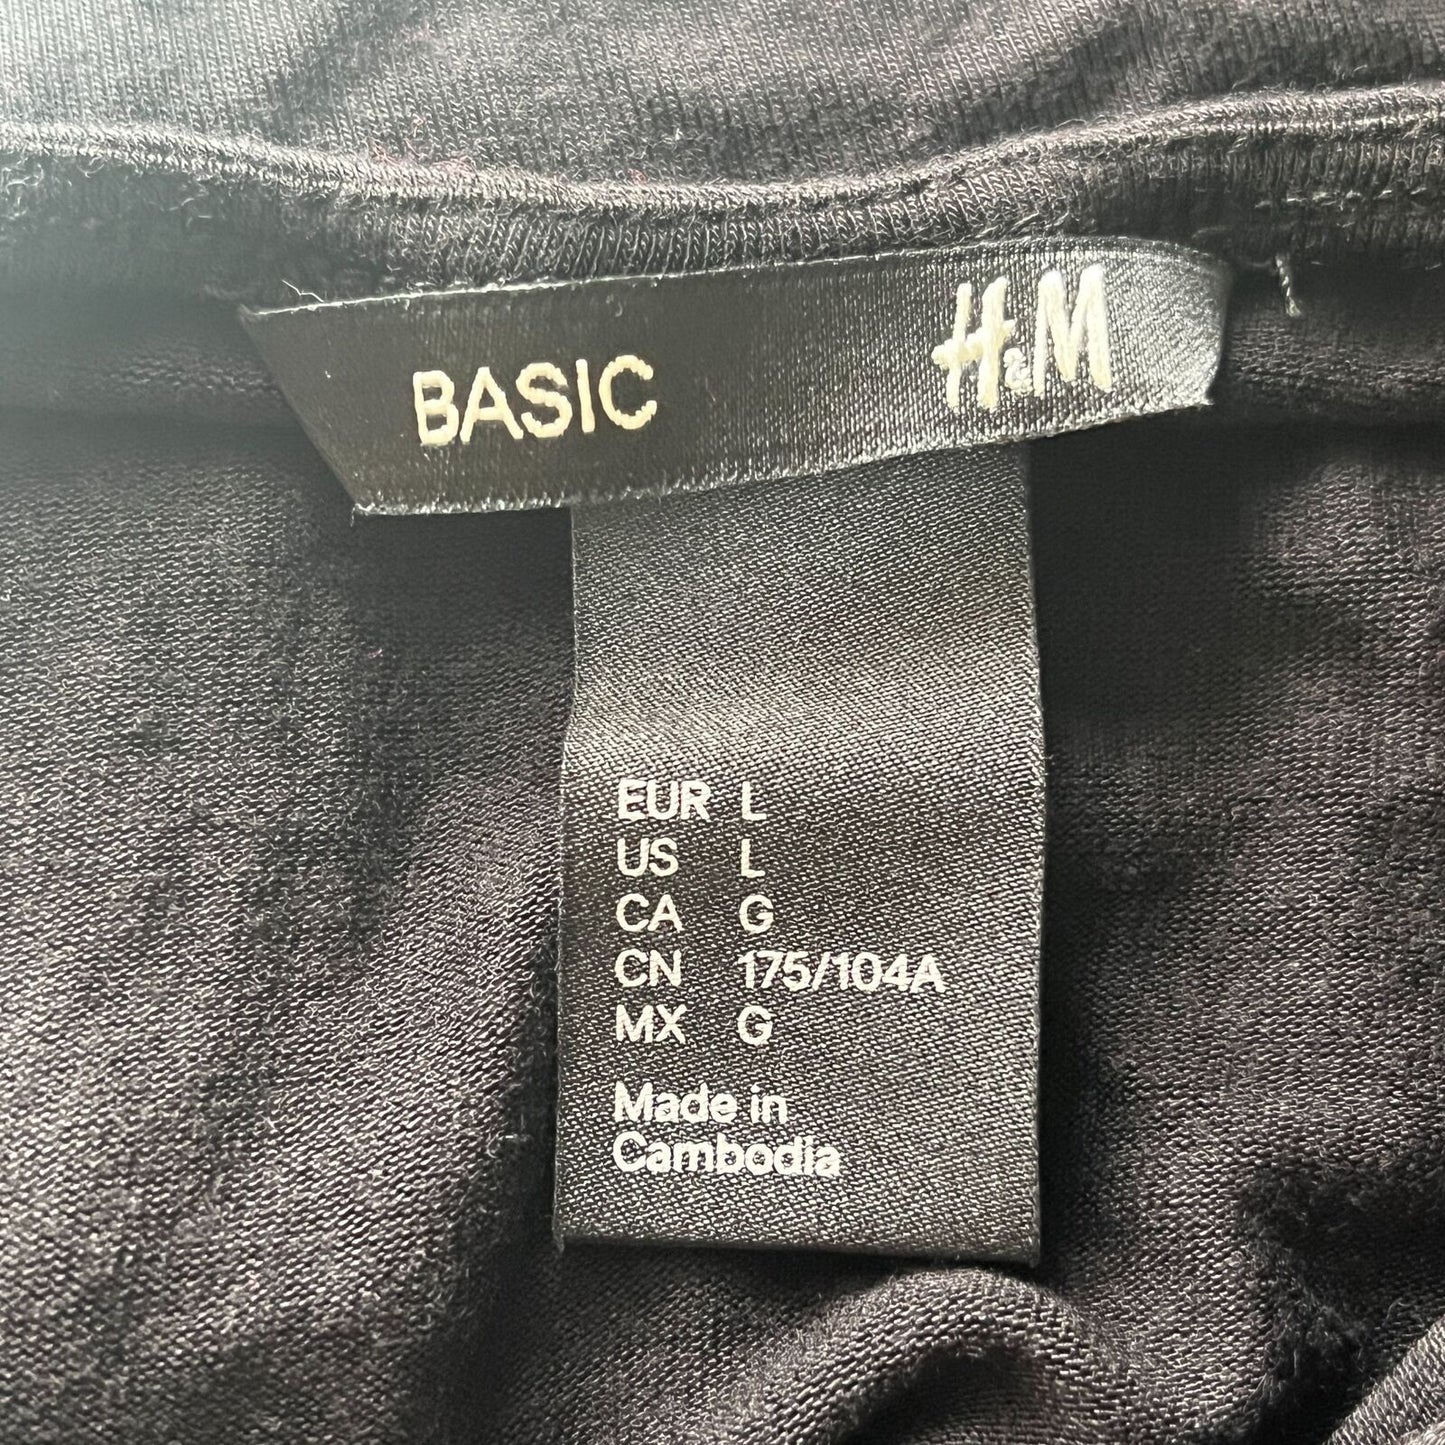 BASIC H&M
EUR L
US L
CA G
CN 175/104A
MX G
Made in
Cambodia